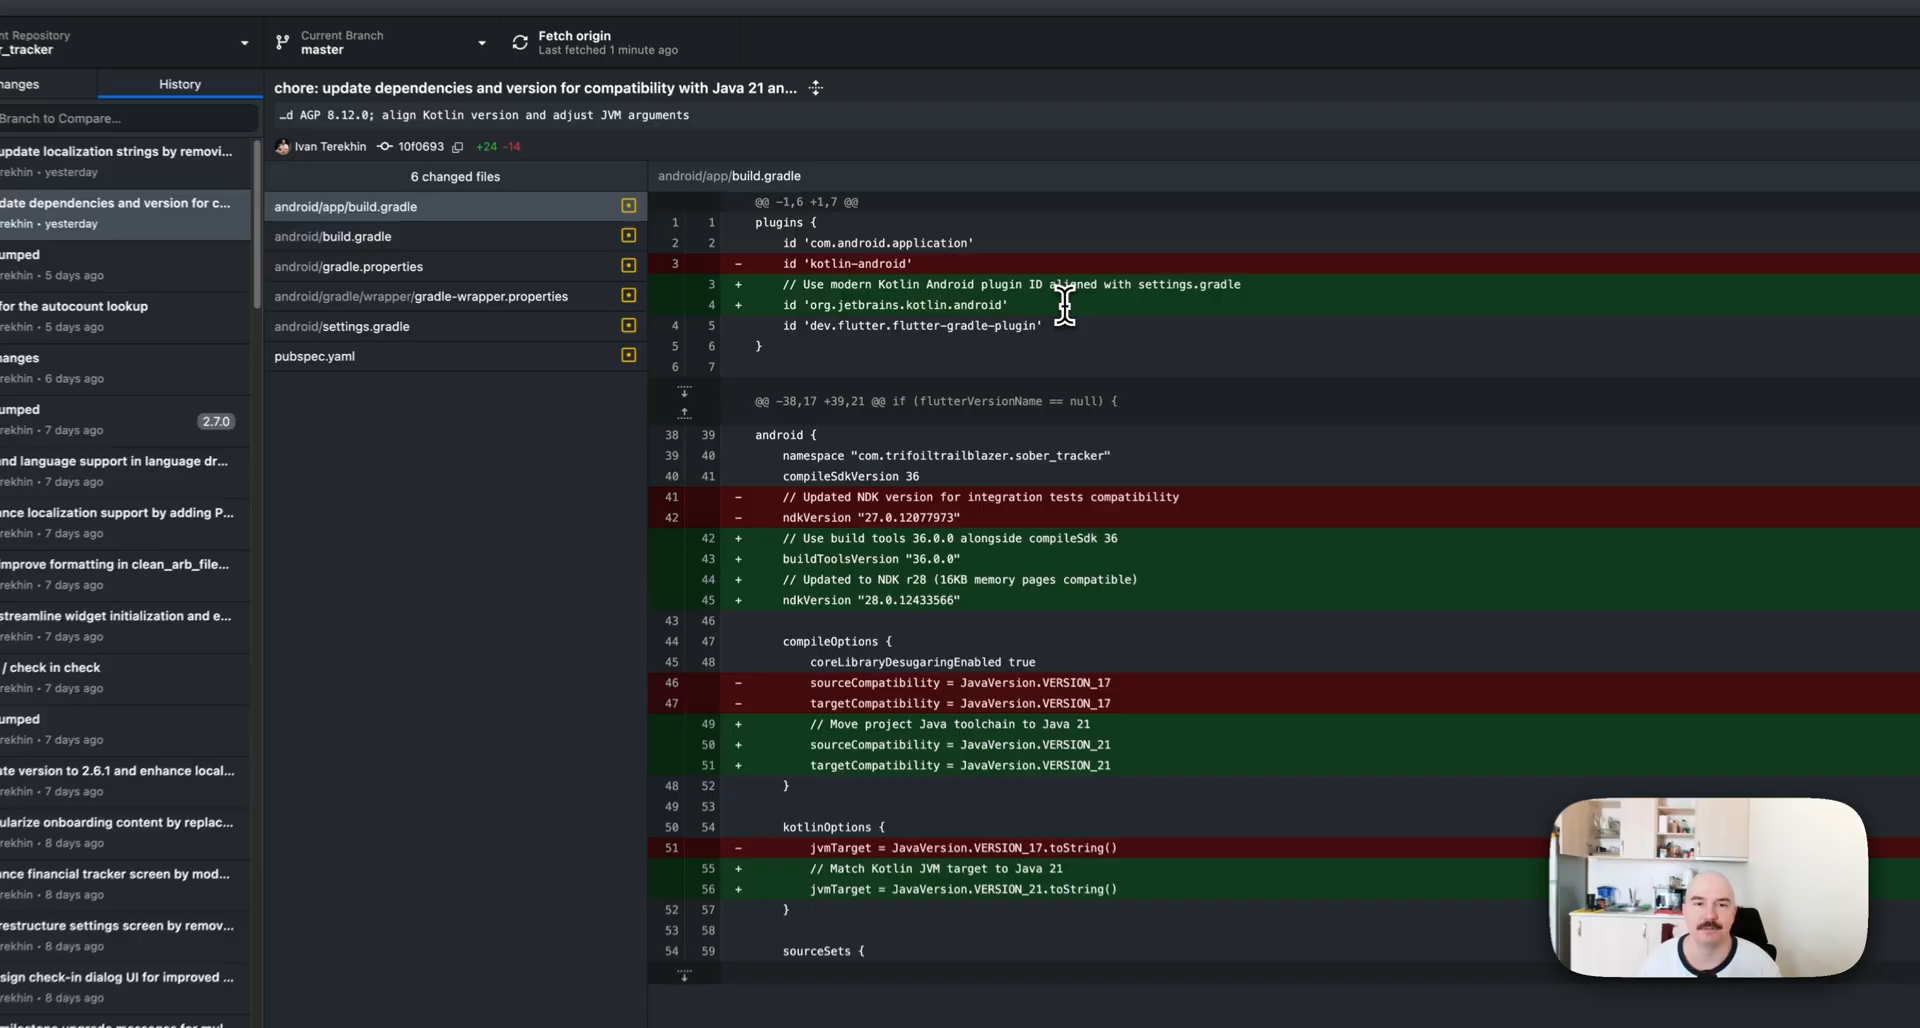 nt Repository
r_tracker
Current Branch
master
Fetch origin
Last fetched 1 minute ago
hanges
History
Branch to Compare...
update localization strings by removi...
rekhin • yesterday
date dependencies and version for c...
rekhin • yesterday
umped
rekhin • 5 days ago
for the autocount lookup
rekhin • 5 days ago
hanges
rekhin • 6 days ago
umped
rekhin • 7 days ago
2.7.0
and language support in language dr...
rekhin • 7 days ago
ance localization support by adding P...
rekhin • 7 days ago
improve formatting in clean_arb_file...
rekhin • 7 days ago
streamline widget initialization and e...
rekhin • 7 days ago
/ check in check
rekhin • 7 days ago
umped
rekhin • 7 days ago
ate version to 2.6.1 and enhance local...
rekhin • 7 days ago
ularize onboarding content by replac...
rekhin • 8 days ago
ance financial tracker screen by mod...
rekhin • 8 days ago
restructure settings screen by remov...
rekhin • 8 days ago
sign check-in dialog UI for improved ...
rekhin • 8 days ago
chore: update dependencies and version for compatibility with Java 21 an...
…d AGP 8.12.0; align Kotlin version and adjust JVM arguments
Ivan Terekhin 10f0693 +24 -14
6 changed files
android/app/build.gradle
android/build.gradle
android/gradle.properties
android/gradle/wrapper/gradle-wrapper.properties
android/settings.gradle
pubspec.yaml
android/app/build.gradle
@@ -1,6 +1,7 @@
1 1 plugins {
2 2 id 'com.android.application'
3 - id 'kotlin-android'
3 + // Use modern Kotlin Android plugin ID aligned with settings.gradle
4 + id 'org.jetbrains.kotlin.android'
4 5 id 'dev.flutter.flutter-gradle-plugin'
5 6 }
6 7
@@ -38,17 +39,21 @@ if (flutterVersionName == null) {
38 39 android {
39 40 namespace "com.trifoiltrailblazer.sober_tracker"
40 41 compileSdkVersion 36
41 - // Updated NDK version for integration tests compatibility
42 - ndkVersion "27.0.12077973"
42 + // Use build tools 36.0.0 alongside compileSdk 36
43 + buildToolsVersion "36.0.0"
44 + // Updated to NDK r28 (16KB memory pages compatible)
45 + ndkVersion "28.0.12433566"
43 46
44 47 compileOptions {
45 48 coreLibraryDesugaringEnabled true
46 - sourceCompatibility = JavaVersion.VERSION_17
47 - targetCompatibility = JavaVersion.VERSION_17
49 + // Move project Java toolchain to Java 21
50 + sourceCompatibility = JavaVersion.VERSION_21
51 + targetCompatibility = JavaVersion.VERSION_21
48 52 }
49 53
50 54 kotlinOptions {
51 - jvmTarget = JavaVersion.VERSION_17.toString()
55 + // Match Kotlin JVM target to Java 21
56 + jvmTarget = JavaVersion.VERSION_21.toString()
52 57 }
53 58
54 59 sourceSets {